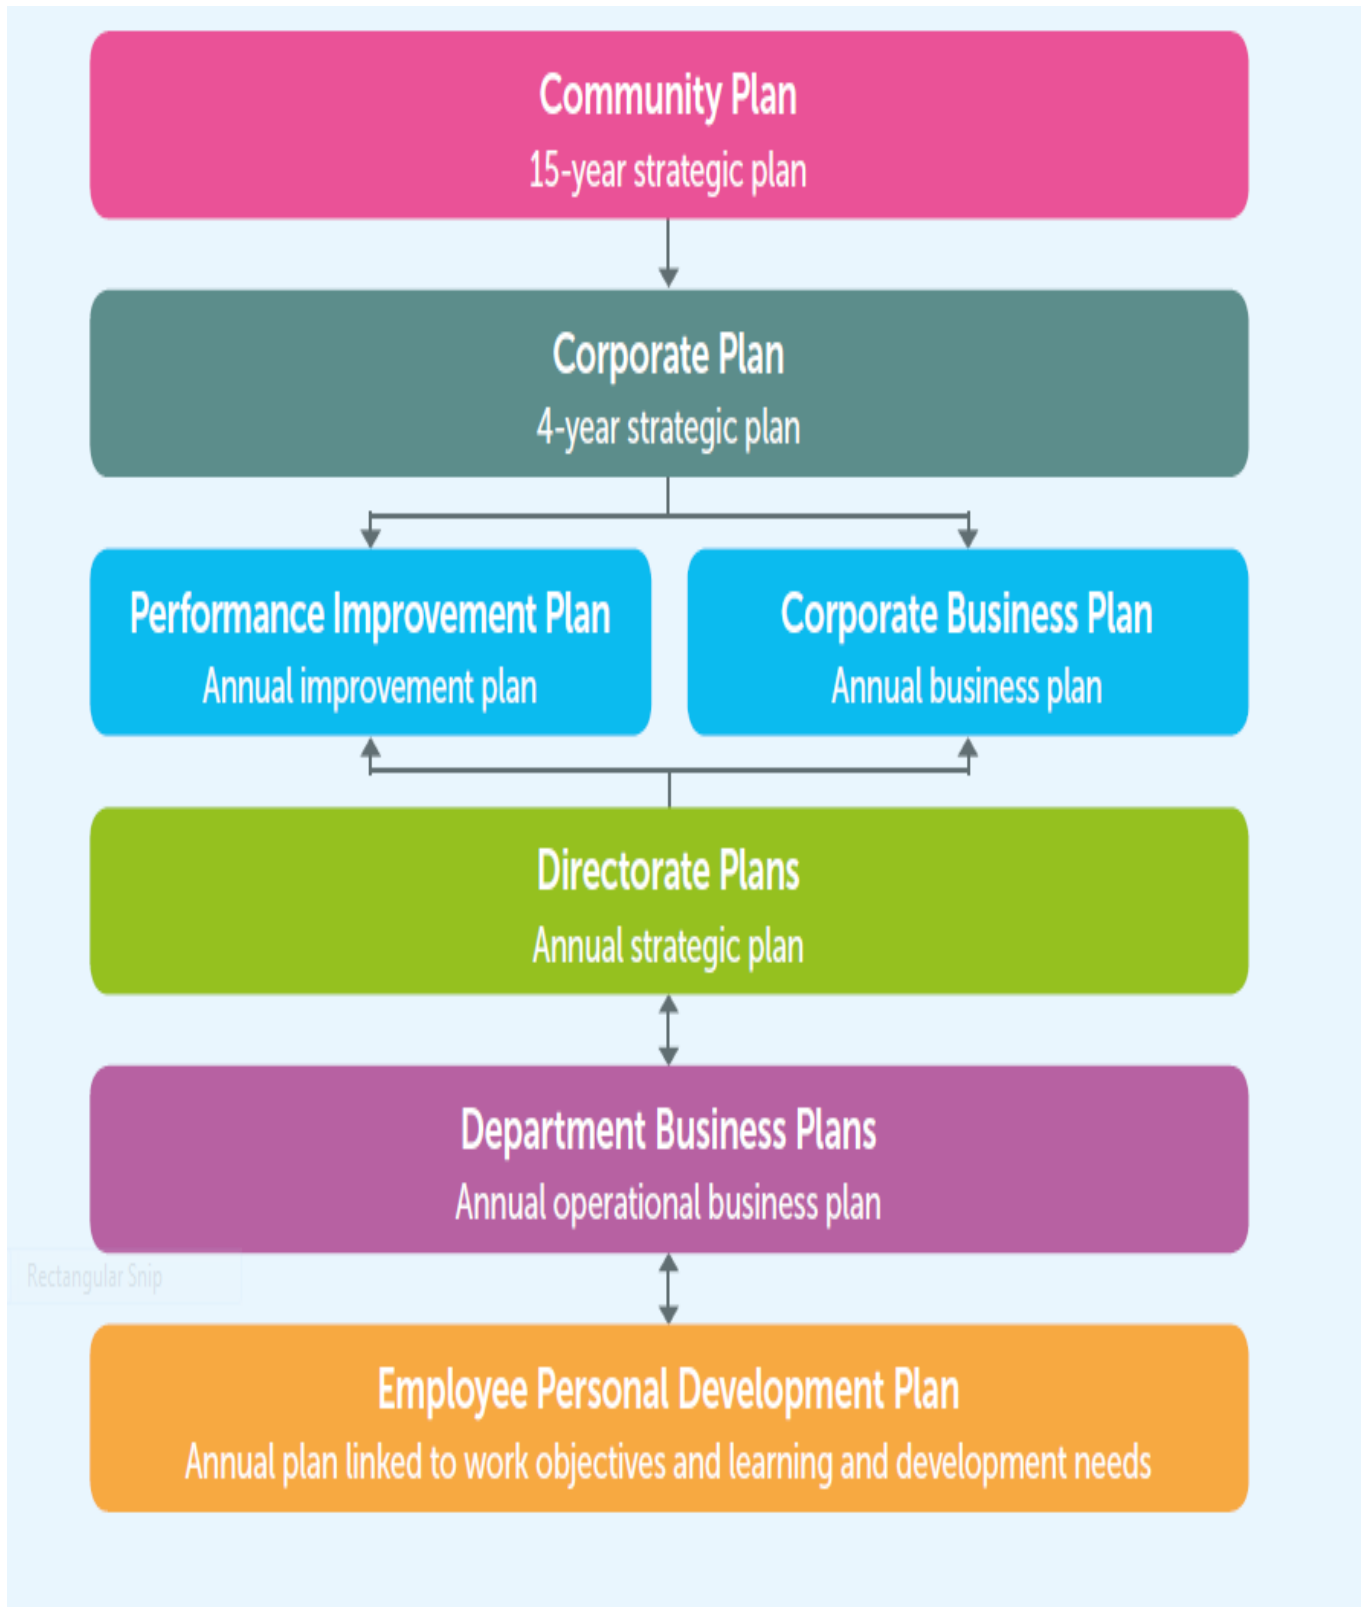 Community Plan
15-year strategic plan
Corporate Plan
4-year strategic plan
Performance Improvement Plan
Annual improvement plan
Corporate Business Plan
Annual business plan
Directorate Plans
Annual strategic plan
Department Business Plans
Annual operational business plan
Rectangular Snip
Employee Personal Development Plan
Annual plan linked to work objectives and learning and development needs